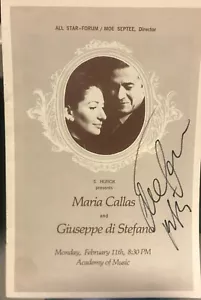 ALL STAR-FORUM / MOE SEPTEE, Director
S. HUROK
presents
Maria Callas
and
Giuseppe di Stefano
Monday, February 11th, 8:30 PM
Academy of Music